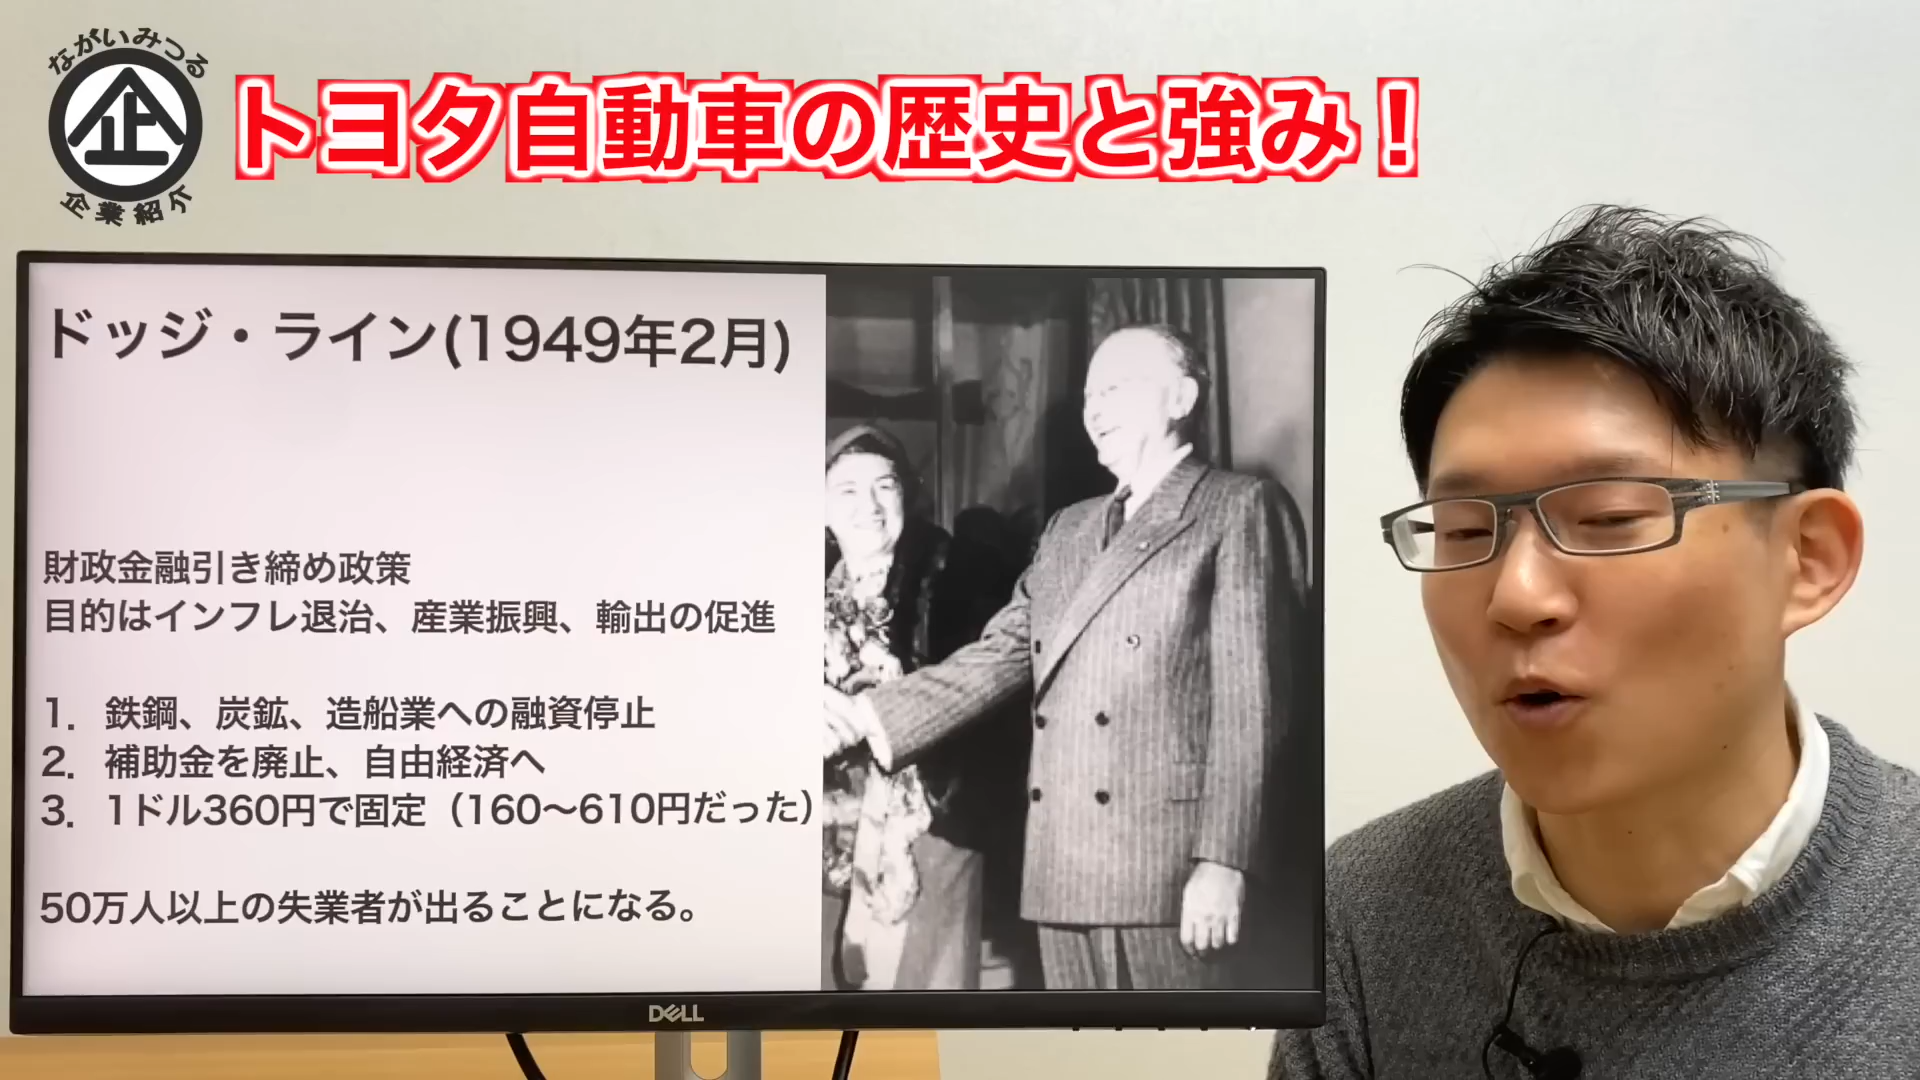 ながいみつる
企
企業紹介
トヨタ自動車の歴史と強み！
ドッジ・ライン(1949年2月)
財政金融引き締め政策
目的はインフレ退治、産業振興、輸出の促進
1. 鉄鋼、炭鉱、造船業への融資停止
2. 補助金を廃止、自由経済へ
3. 1ドル360円で固定（160〜610円だった）
50万人以上の失業者が出ることになる。
DELL